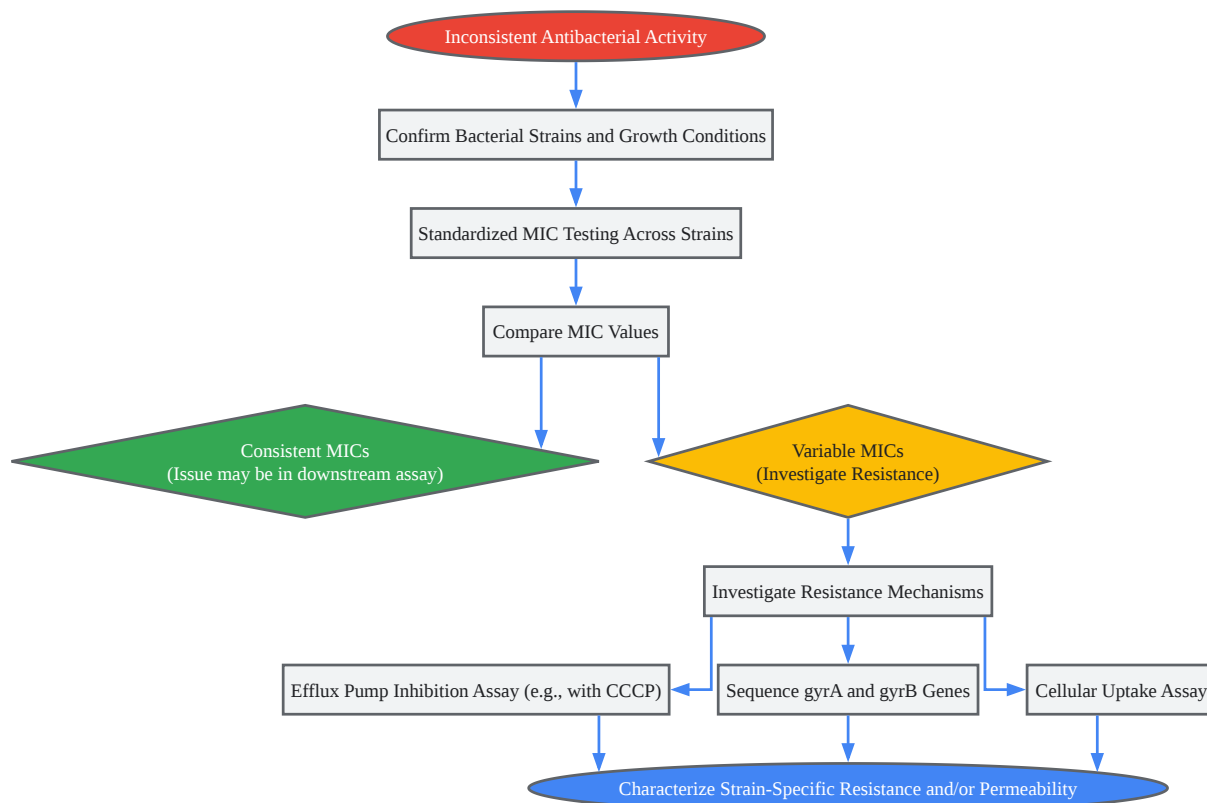 Inconsistent Antibacterial Activity
Confirm Bacterial Strains and Growth Conditions
Standardized MIC Testing Across Strains
Compare MIC Values
Consistent MICs
(Issue may be in downstream assay)
Variable MICs
(Investigate Resistance)
Investigate Resistance Mechanisms
Efflux Pump Inhibition Assay (e.g., with CCCP)
Sequence gyrA and gyrB Genes
Cellular Uptake Assay
Characterize Strain-Specific Resistance and/or Permeability